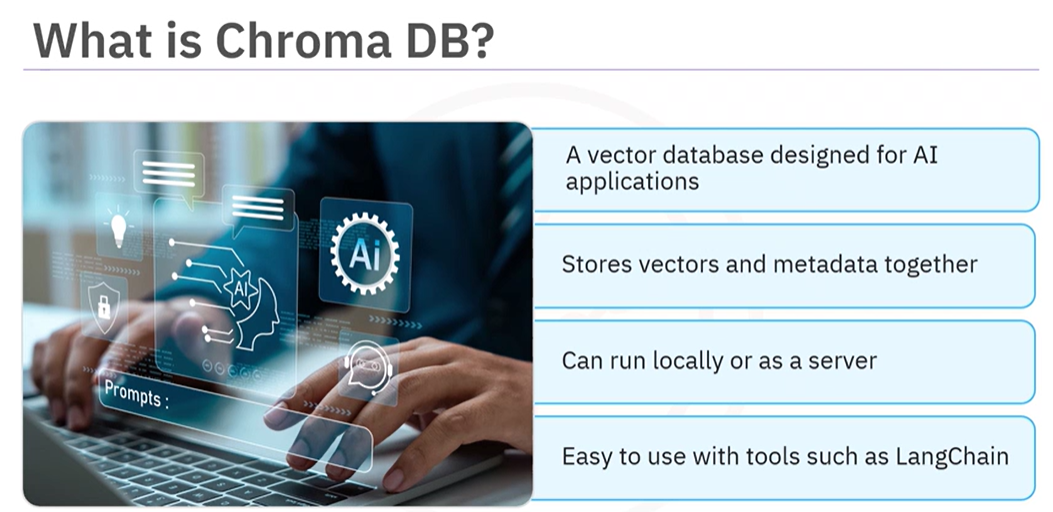 What is Chroma DB?
A vector database designed for AI
applications
Stores vectors and metadata together
Can run locally or as a server
Easy to use with tools such as LangChain
Ai
AI
Prompts :